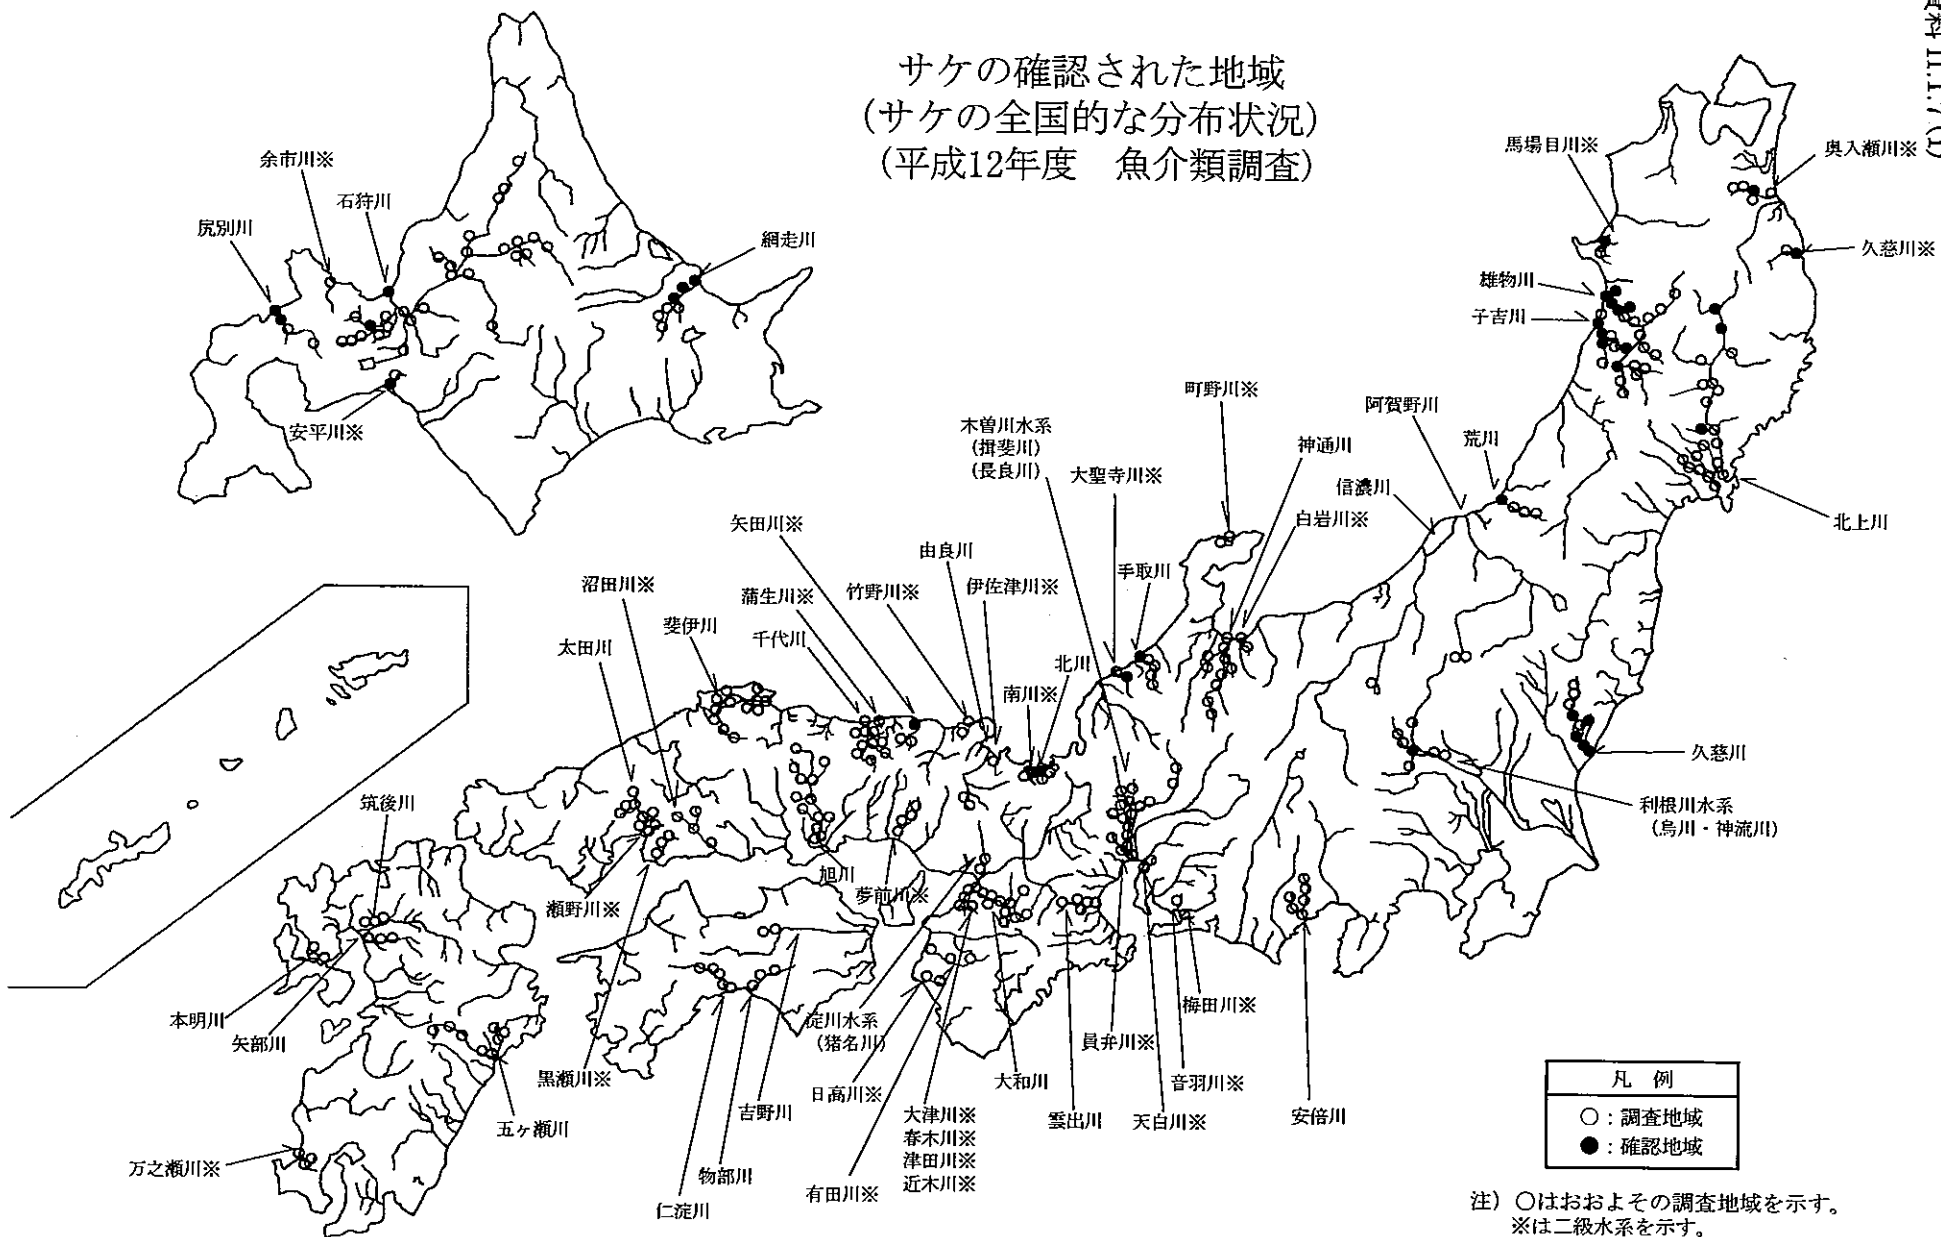 資料 II.1.7 (1)
サケの確認された地域
(サケの全国的な分布状況)
(平成12年度　魚介類調査)
余市川※
石狩川
尻別川
網走川
安平川※
馬場目川※
奥入瀬川※
久慈川※
雄物川
子吉川
町野川※
阿賀野川
荒川
神通川
信濃川
白岩川※
北上川
木曽川水系
(揖斐川)
(長良川)
大聖寺川※
手取川
矢田川※
由良川
伊佐津川※
沼田川※
蒲生川※
竹野川※
斐伊川
千代川
太田川
北川
南川※
久慈川
利根川水系
(烏川・神流川)
筑後川
旭川
夢前川※
瀬野川※
本明川
矢部川
淀川水系
(猪名川)
梅田川※
員弁川※
黒瀬川※
吉野川
日高川※
大和川
雲出川
音羽川※
天白川※
安倍川
五ヶ瀬川
大津川※
春木川※
津田川※
近木川※
万之瀬川※
物部川
有田川※
仁淀川
凡　例
○：調査地域
●：確認地域
注）○はおおよその調査地域を示す。
※は二級水系を示す。